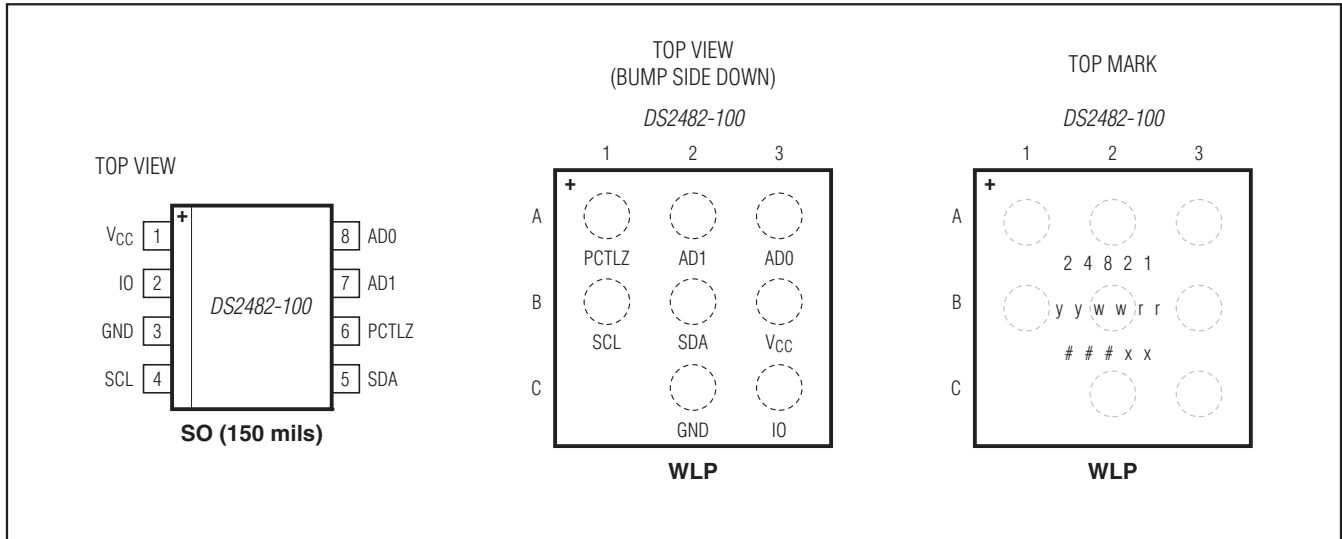 TOP VIEW
+
VCC 1
IO 2
GND 3
SCL 4
DS2482-100
8 AD0
7 AD1
6 PCTLZ
5 SDA
SO (150 mils)
TOP VIEW
(BUMP SIDE DOWN)
DS2482-100
1 2 3
+
A
PCTLZ AD1 AD0
B
SCL SDA VCC
C
GND IO
WLP
TOP MARK
DS2482-100
1 2 3
+
A
2 4 8 2 1
B
y y w w r r
# # # x x
C
WLP